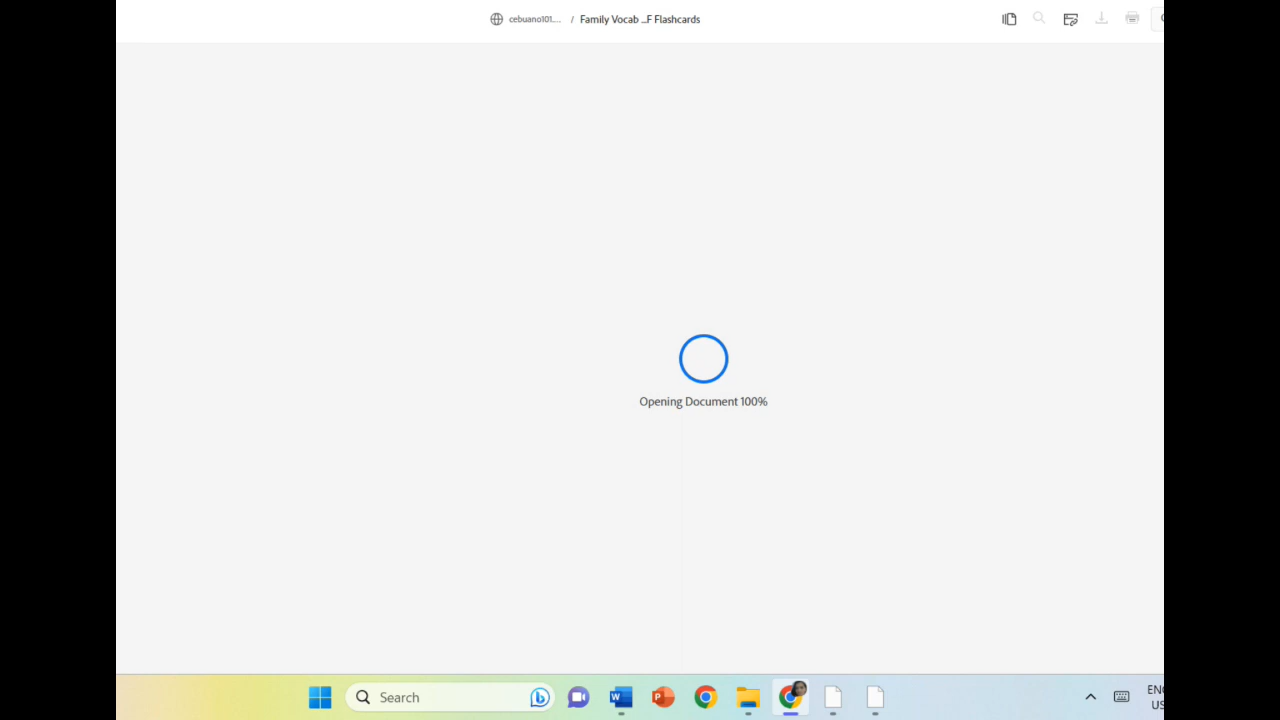 cebuano101.... / Family Vocab ...F Flashcards
Opening Document 100%
Search
ENG
US